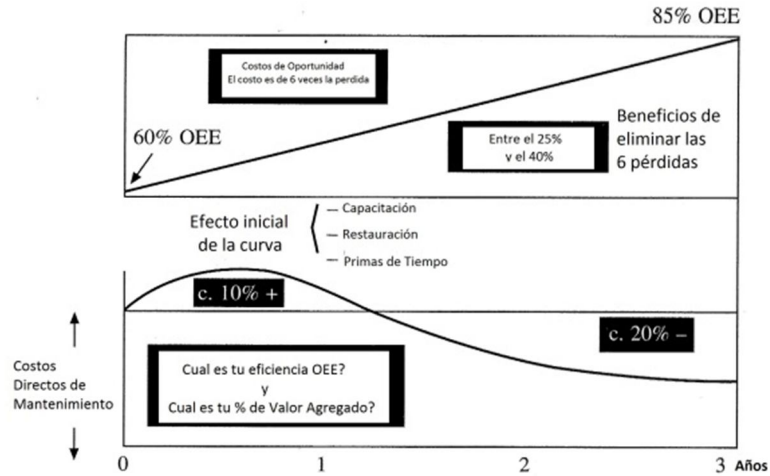 85% OEE
Costos de Oportunidad
El costo es de 6 veces la perdida
60% OEE
Entre el 25%
v el 40%
Beneficios de
eliminar las
6 pérdidas
Efecto inicial
de la curva
— Capacitación
— Restauración
— Primas de Tiempo
c. 10% +
c. 20% –
Costos
Directos de
Mantenimiento
Cual es tu eficiencia OEE?
y
Cual es tu % de Valor Agregado?
0 1 2 3 Años